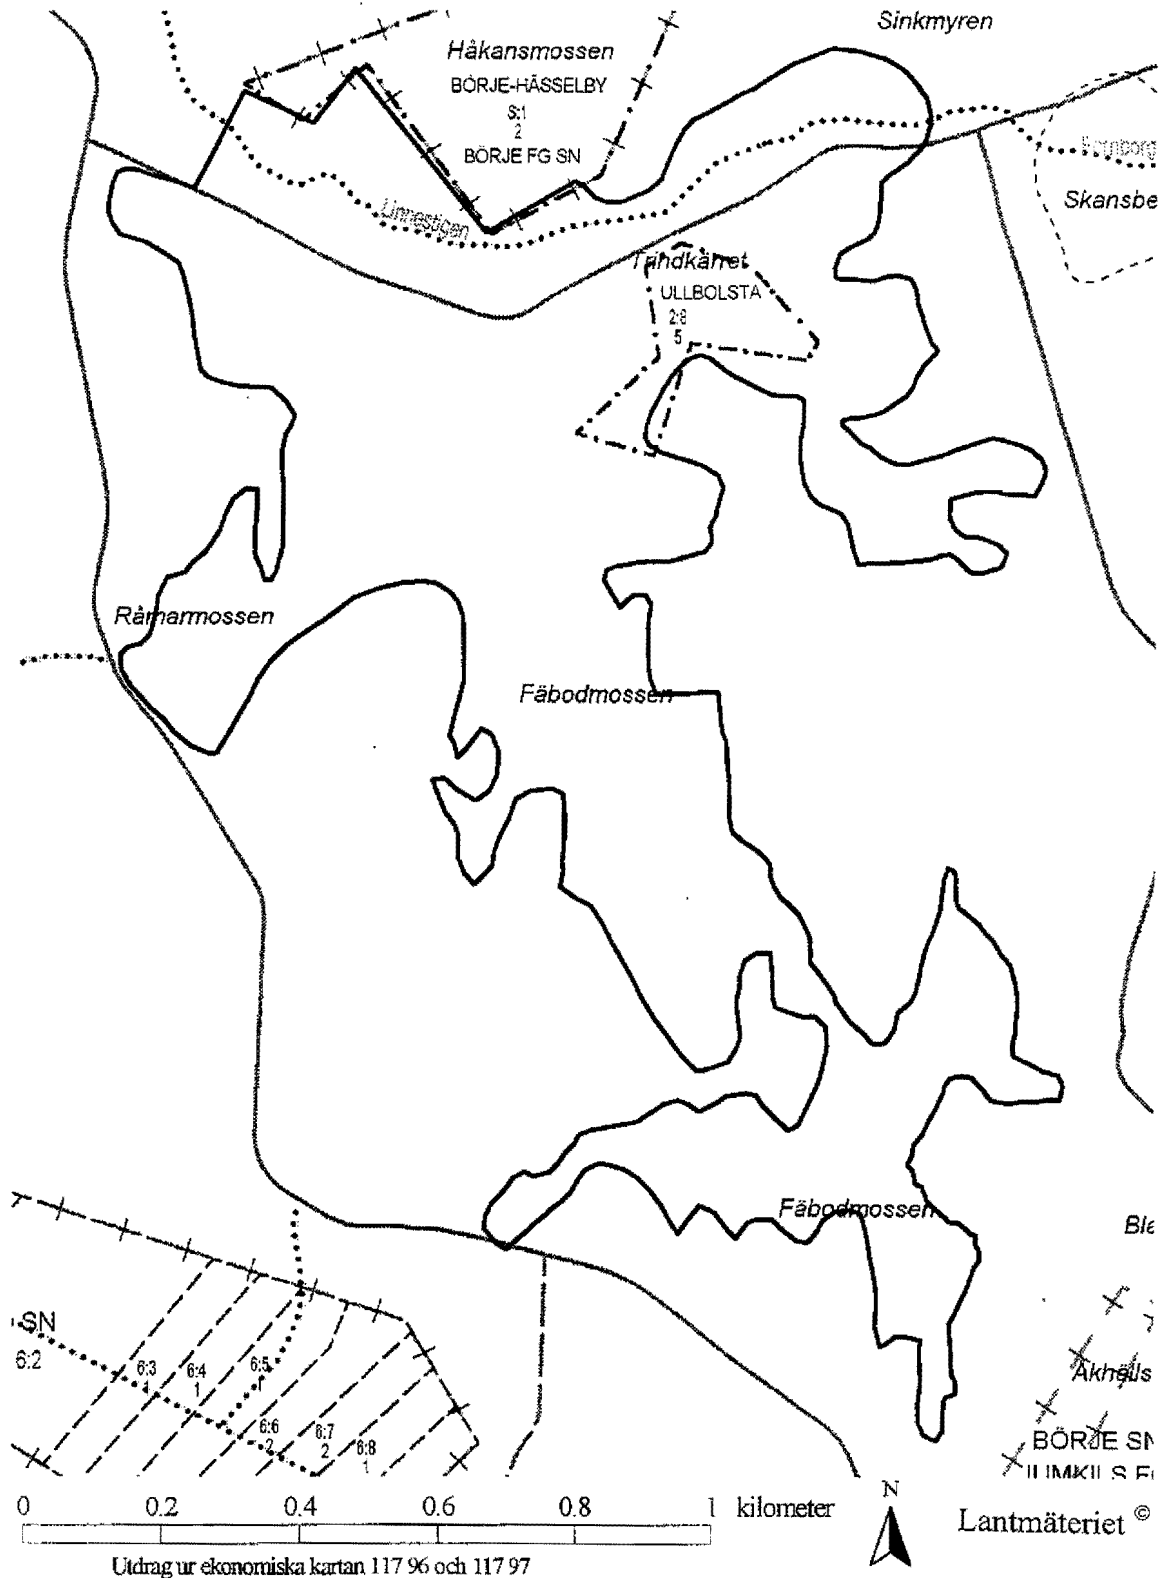 Sinkmyren
Håkansmossen
BÖRJE-HÄSSELBY
S:1
2
BÖRJE FG SN
Skansbe
Linnestigen
Trindkärret
ULLBOLSTA
2:8
5
Råmarmossen
Fäbodmossen
Fäbodmossen
Ble
SN
6:2
6:3
1
6:4
1
6:5
1
6:6
2
6:7
2
6:8
1
BÖRJE SN
0 0.2 0.4 0.6 0.8 1 kilometer
N
Lantmäteriet ©
Utdrag ur ekonomiska kartan 117 96 och 117 97